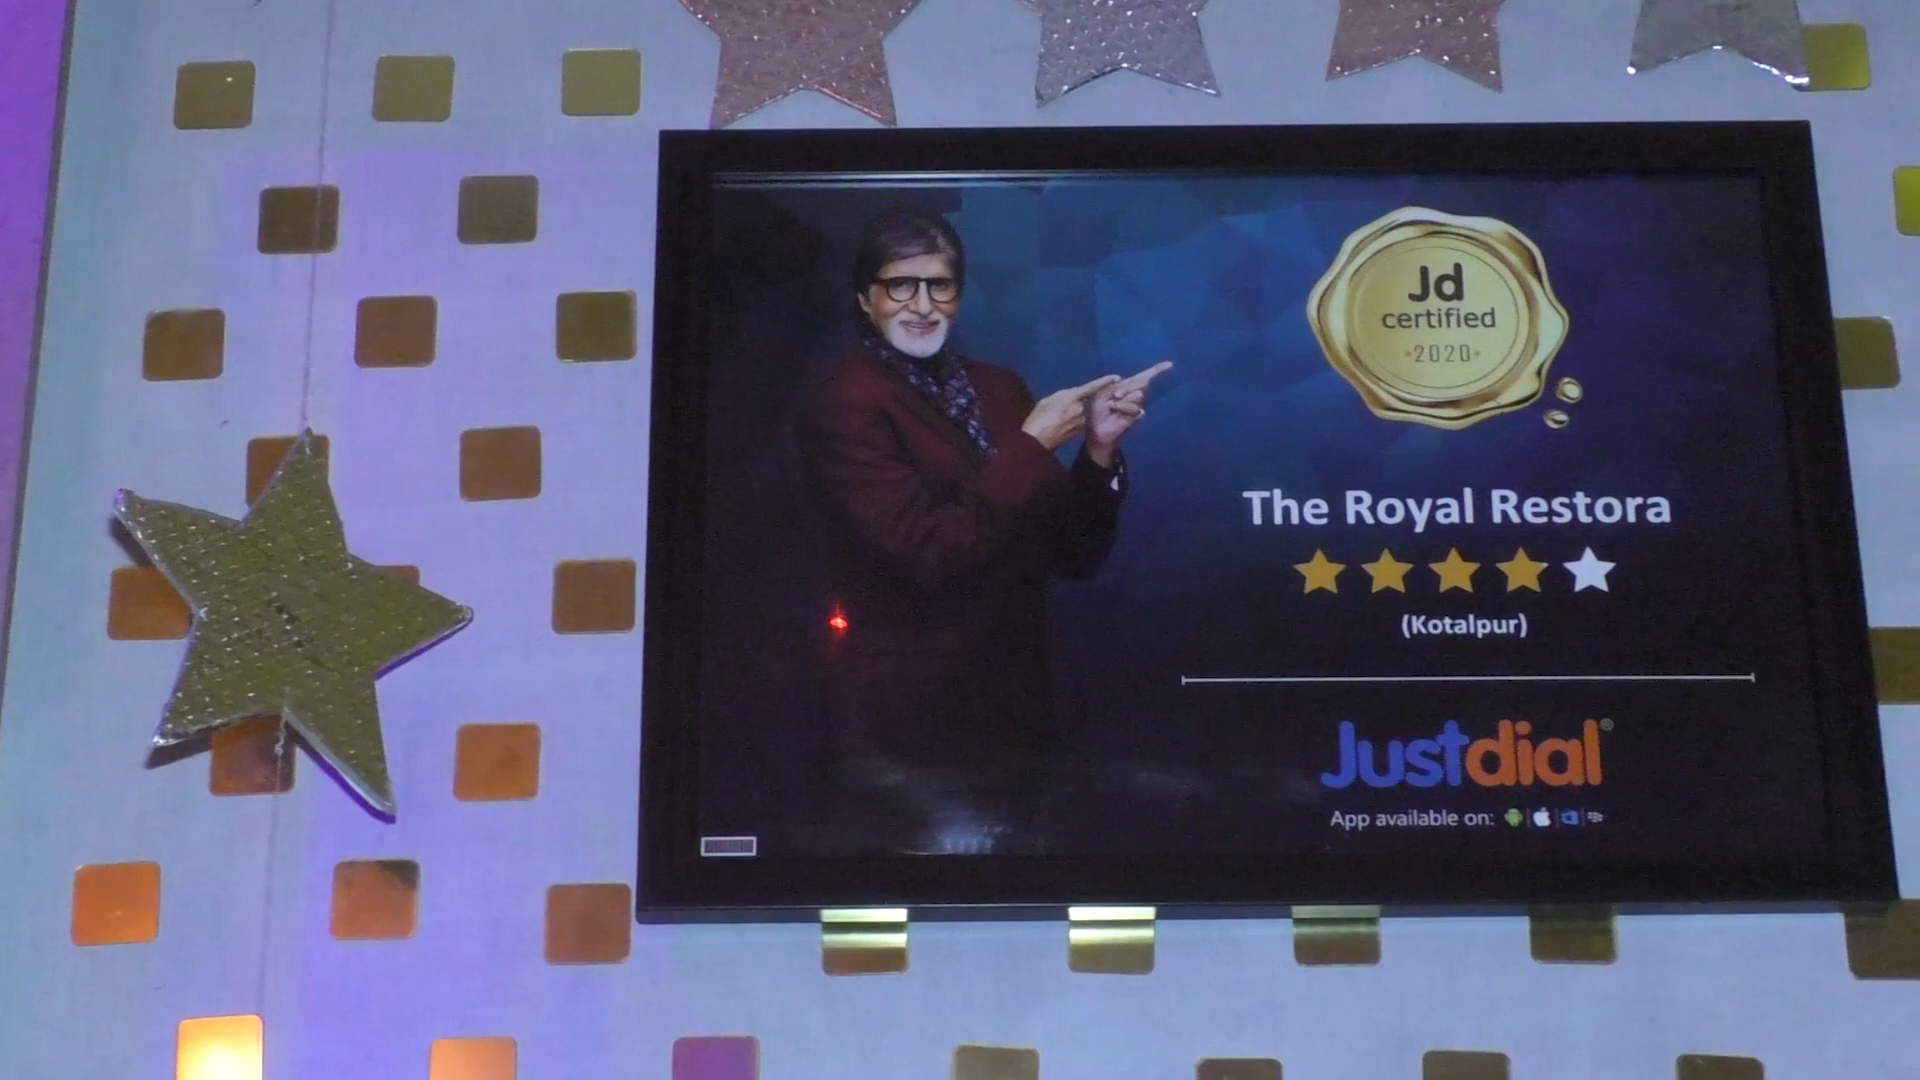 Jd
certified
2020
The Royal Restora
(Kotalpur)
Justdial®
App available on: